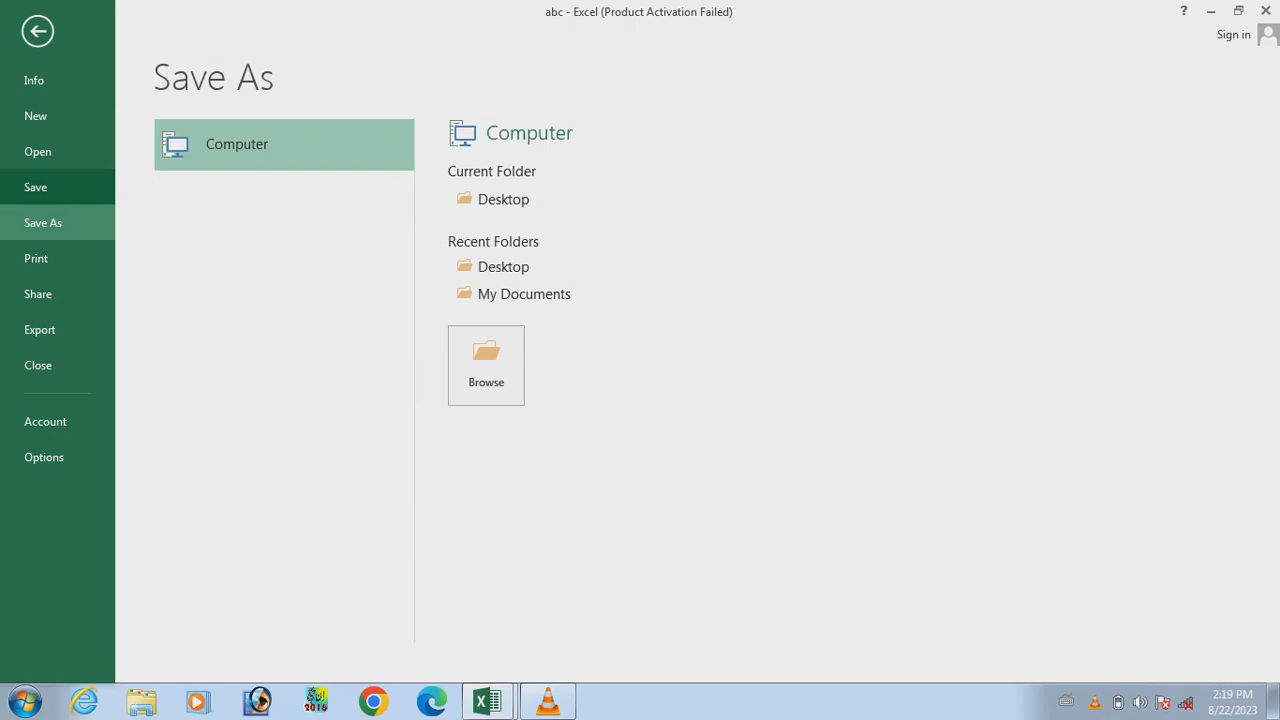 abc - Excel (Product Activation Failed)
?
Sign in
Info
New
Open
Save
Save As
Print
Share
Export
Close
Account
Options
Save As
Computer
Computer
Current Folder
Desktop
Recent Folders
Desktop
My Documents
Browse
2:19 PM
8/22/2023